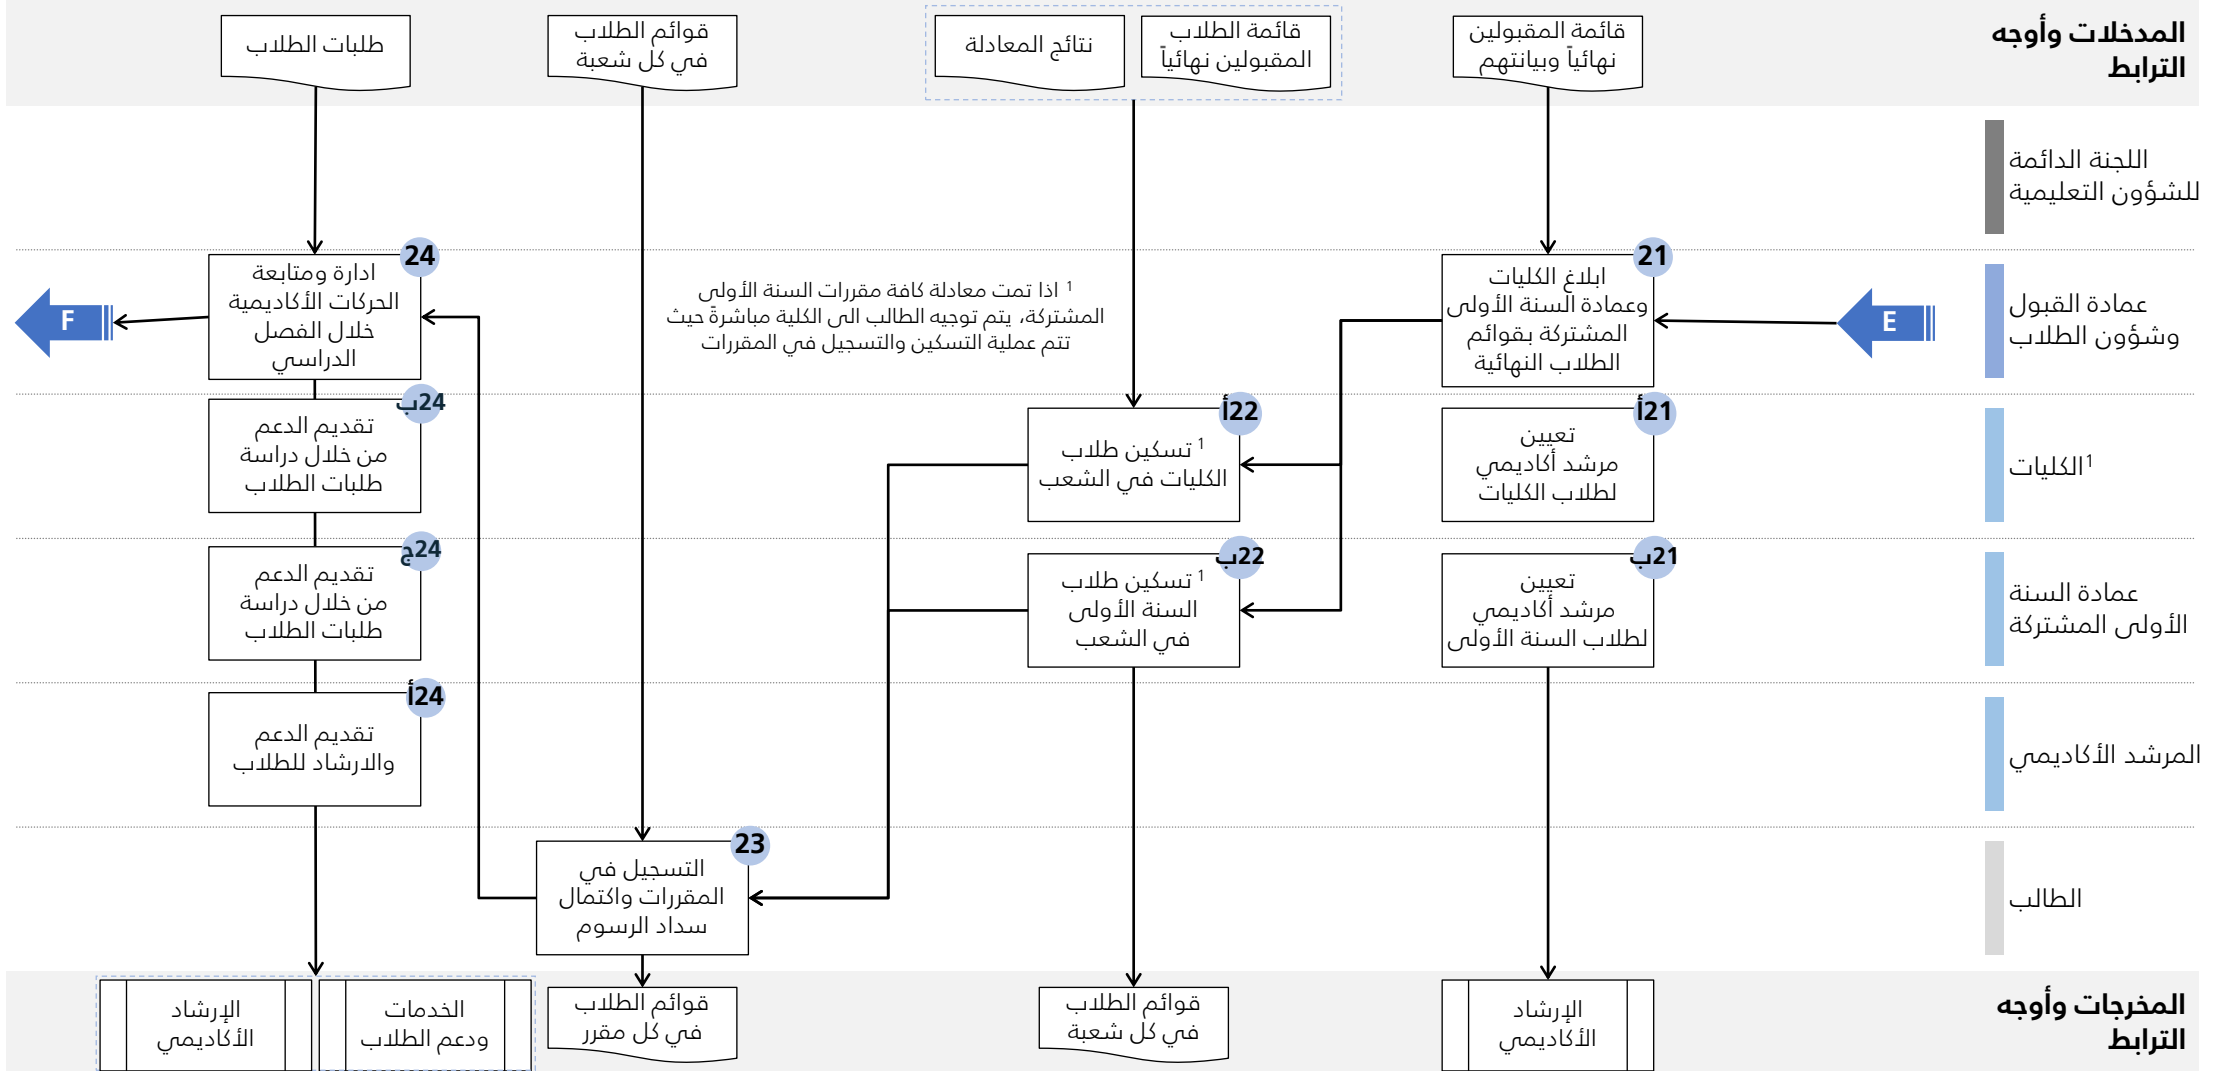 المدخلات وأوجه
الترابط
قائمة المقبولين
نهائياً وبيانتهم
قائمة الطلاب
المقبولين نهائياً
نتائج المعادلة
قوائم الطلاب
في كل شعبة
طلبات الطلاب
اللجنة الدائمة
للشؤون التعليمية
عمادة القبول
وشؤون الطلاب
E
21
ابلاغ الكليات
وعمادة السنة الأولى
المشتركة بقوائم
الطلاب النهائية
1 اذا تمت معادلة كافة مقررات السنة الأولى
المشتركة، يتم توجيه الطالب الى الكلية مباشرةً حيث
تتم عملية التسكين والتسجيل في المقررات
24
ادارة ومتابعة
الحركات الأكاديمية
خلال الفصل
الدراسي
F
الكليات1
21أ
تعيين
مرشد أكاديمي
لطلاب الكليات
22أ
1 تسكين طلاب
الكليات في الشعب
24ب
تقديم الدعم
من خلال دراسة
طلبات الطلاب
عمادة السنة
الأولى المشتركة
21ب
تعيين
مرشد أكاديمي
لطلاب السنة الأولى
22ب
1 تسكين طلاب
السنة الأولى
في الشعب
24ج
تقديم الدعم
من خلال دراسة
طلبات الطلاب
المرشد الأكاديمي
24أ
تقديم الدعم
والارشاد للطلاب
الطالب
23
التسجيل في
المقررات واكتمال
سداد الرسوم
المخرجات وأوجه
الترابط
الإرشاد
الأكاديمي
قوائم الطلاب
في كل شعبة
قوائم الطلاب
في كل مقرر
الخدمات
ودعم الطلاب
الإرشاد
الأكاديمي